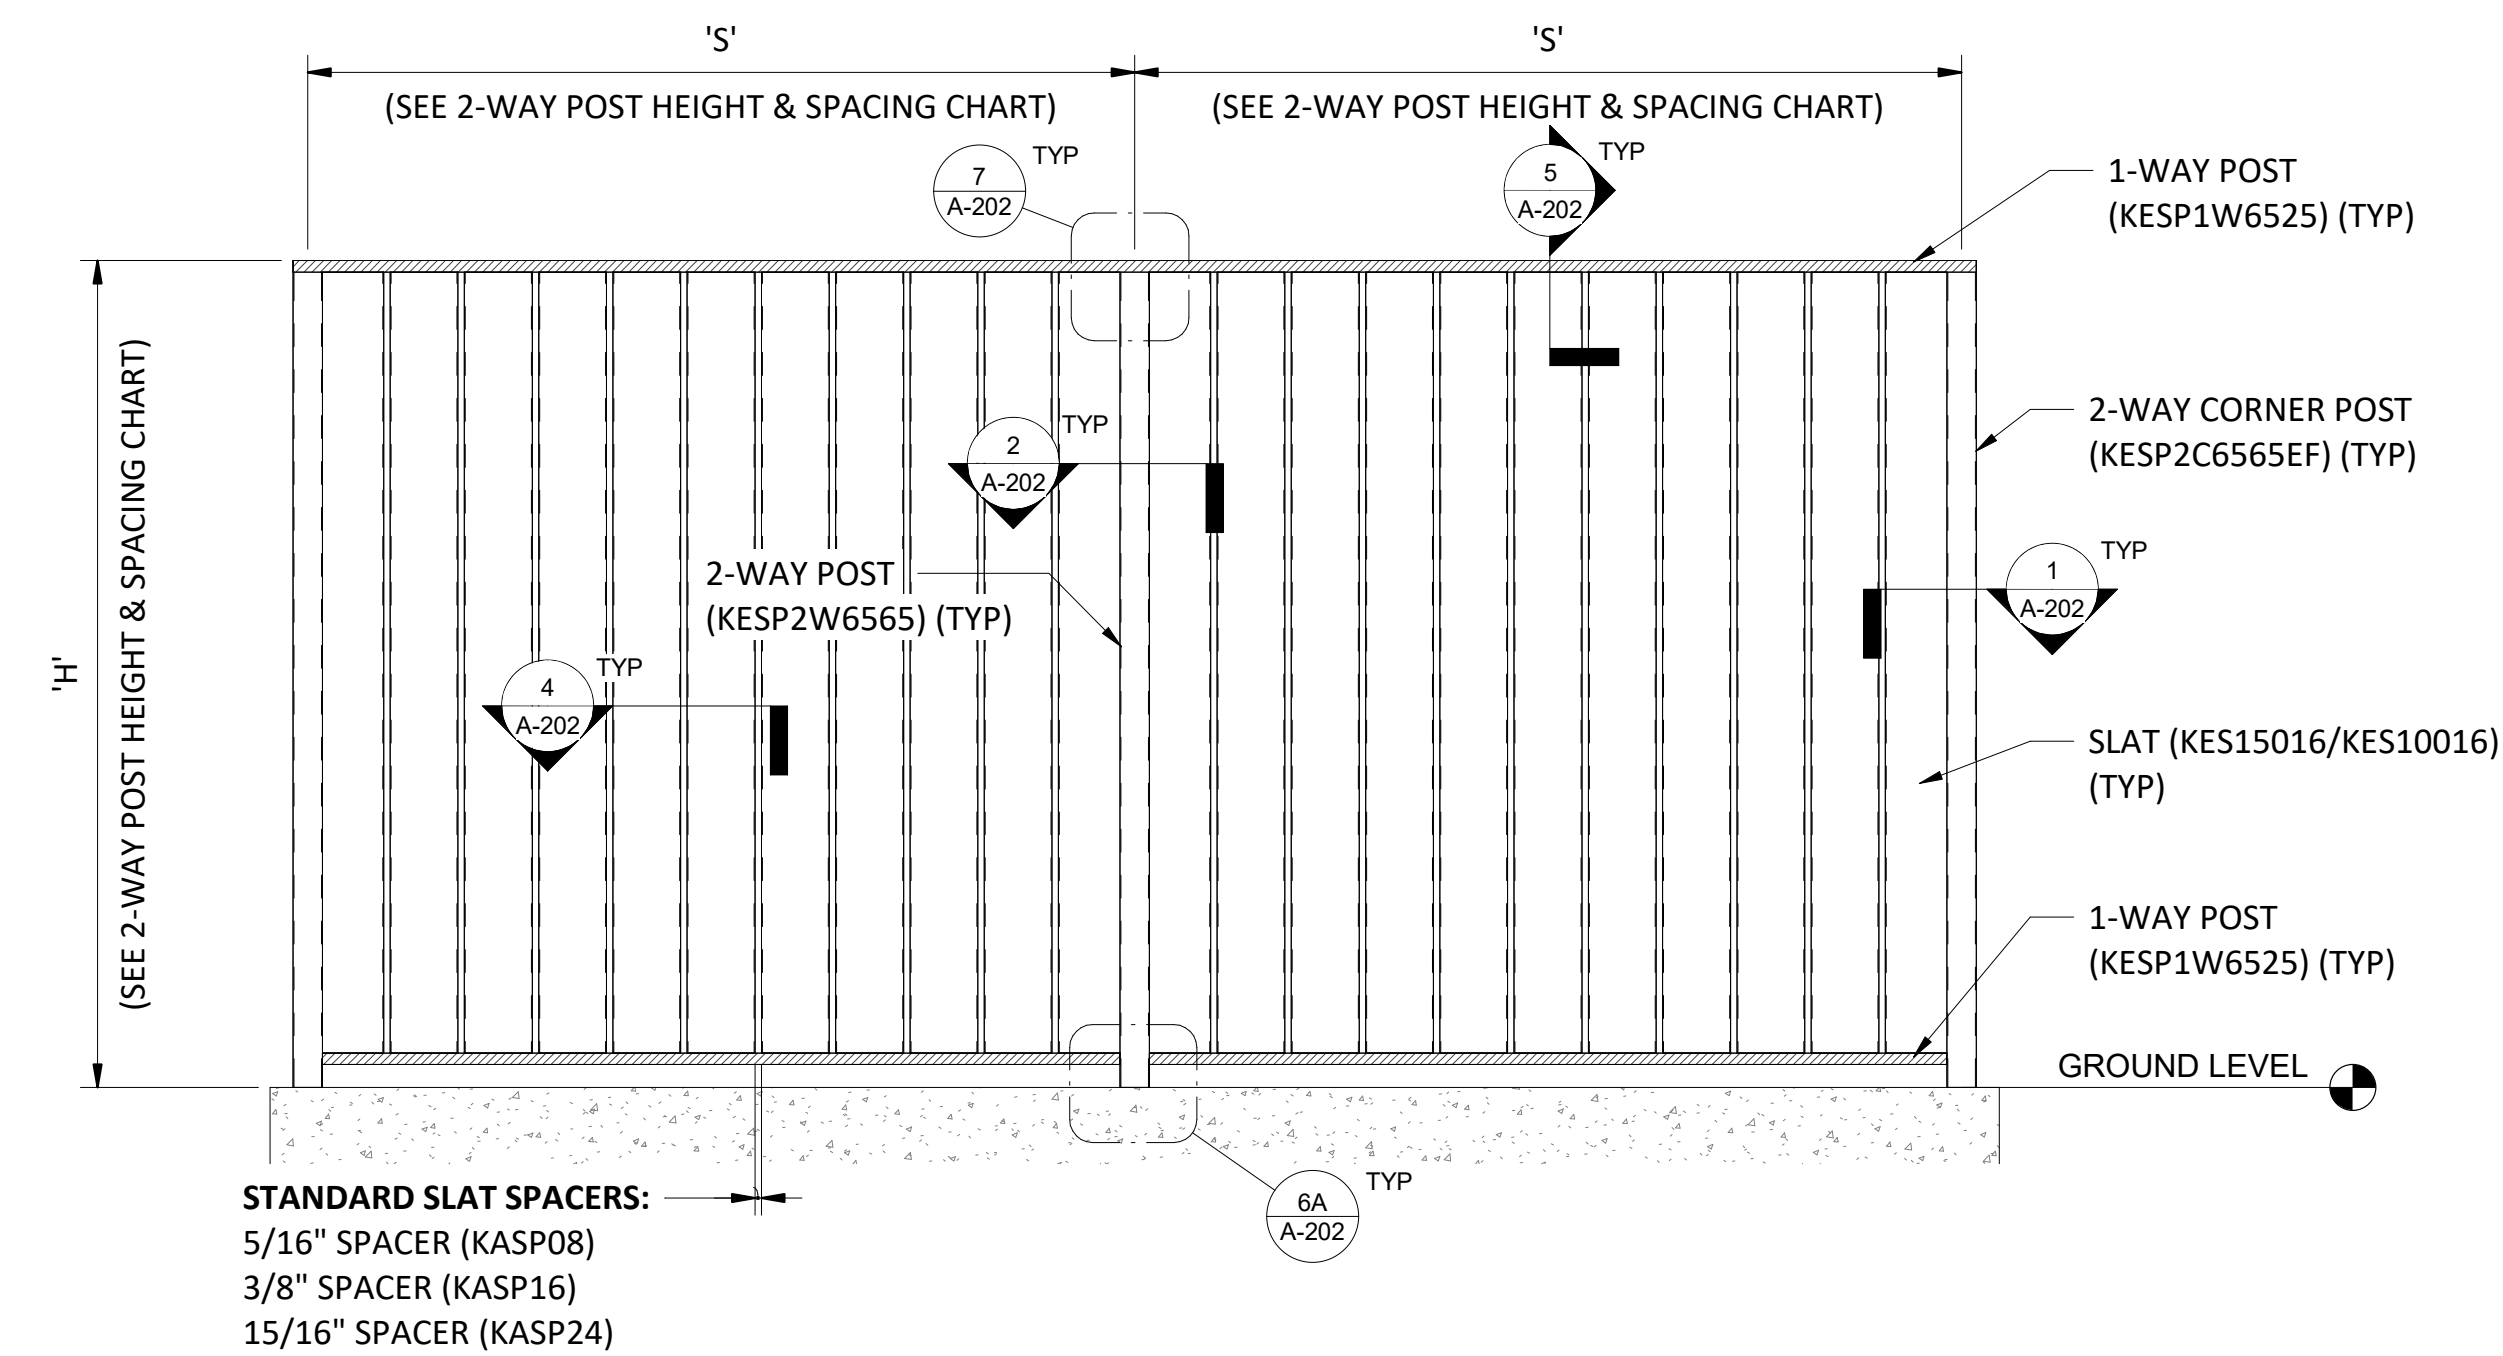 'S'
'S'
(SEE 2-WAY POST HEIGHT & SPACING CHART)
(SEE 2-WAY POST HEIGHT & SPACING CHART)
7
A-202
TYP
5
A-202
TYP
1-WAY POST
(KESP1W6525) (TYP)
2-WAY CORNER POST
(KESP2C6565EF) (TYP)
2
A-202
TYP
1
A-202
TYP
2-WAY POST
(KESP2W6565) (TYP)
4
A-202
TYP
'H'
(SEE 2-WAY POST HEIGHT & SPACING CHART)
SLAT (KES15016/KES10016)
(TYP)
1-WAY POST
(KESP1W6525) (TYP)
GROUND LEVEL
6A
A-202
TYP
STANDARD SLAT SPACERS:
5/16" SPACER (KASP08)
3/8" SPACER (KASP16)
15/16" SPACER (KASP24)